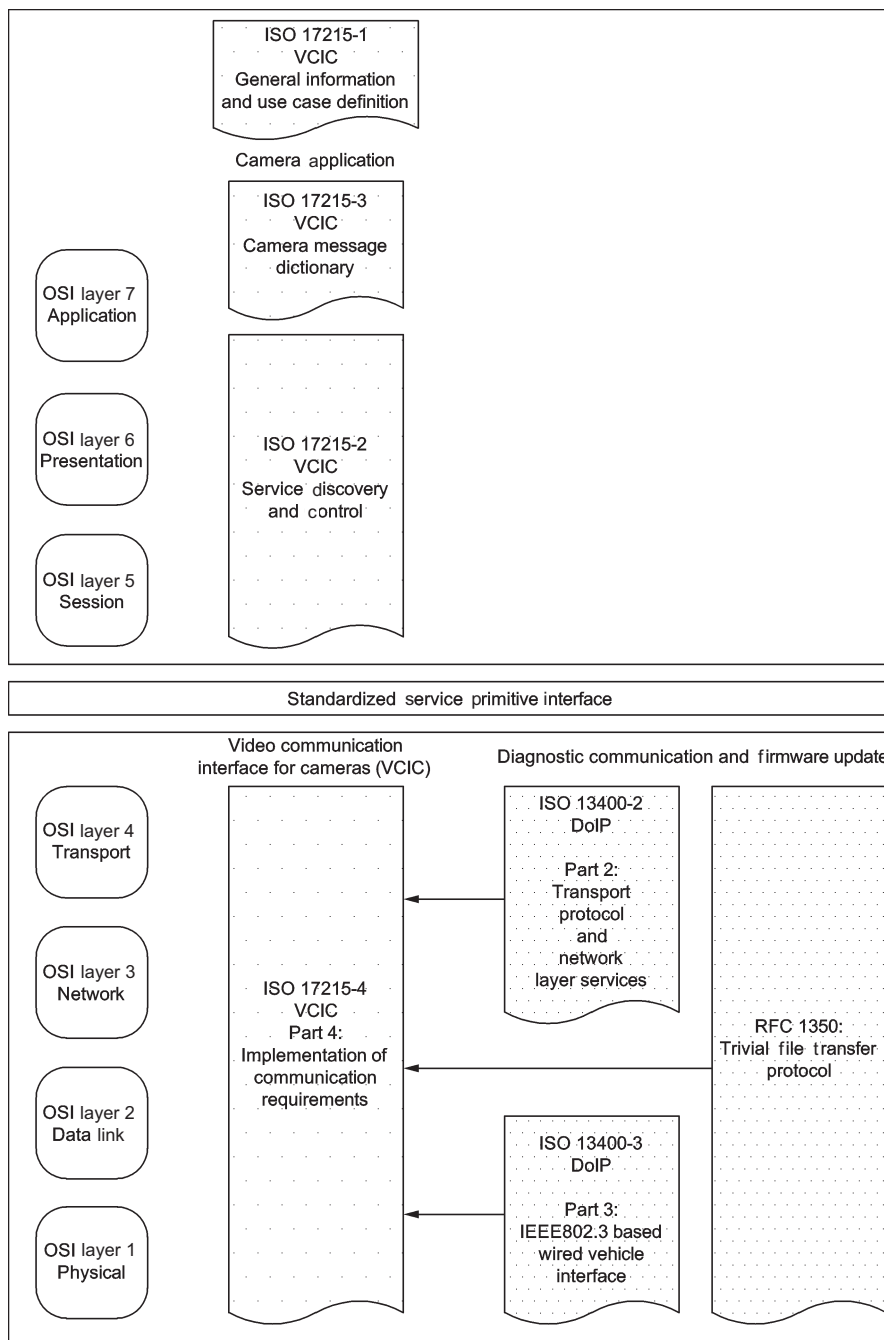 ISO 17215-1
VCIC
General information
and use case definition
Camera application
ISO 17215-3
VCIC
Camera message
dictionary
OSI layer 7
Application
OSI layer 6
Presentation
ISO 17215-2
VCIC
Service discovery
and control
OSI layer 5
Session
Standardized service primitive interface
Video communication
interface for cameras (VCIC)
Diagnostic communication and firmware update
OSI layer 4
Transport
OSI layer 3
Network
OSI layer 2
Data link
OSI layer 1
Physical
ISO 17215-4
VCIC
Part 4:
Implementation of
communication
requirements
ISO 13400-2
DoIP
Part 2:
Transport
protocol
and
network
layer services
ISO 13400-3
DoIP
Part 3:
IEEE802.3 based
wired vehicle
interface
RFC 1350:
Trivial file transfer
protocol